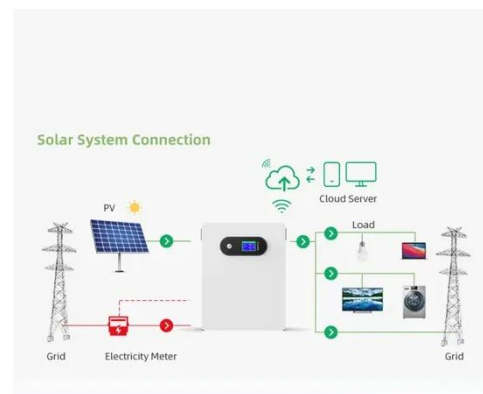 Solar System Connection
Cloud Server
PV
Load
Grid
Electricity Meter
Grid